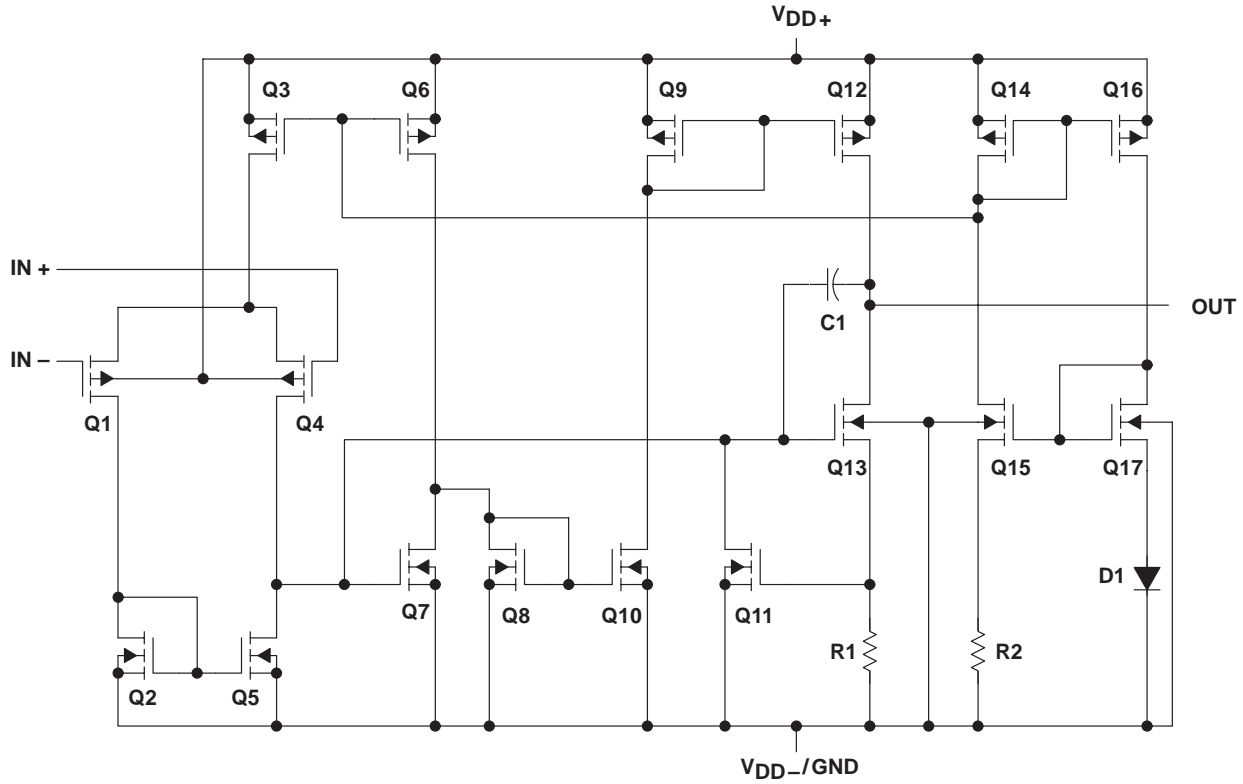 VDD+
Q3
Q6
Q9
Q12
Q14
Q16
IN +
C1
OUT
IN −
Q1
Q4
Q13
Q15
Q17
Q7
Q8
Q10
Q11
D1
R1
R2
Q2
Q5
VDD−/GND